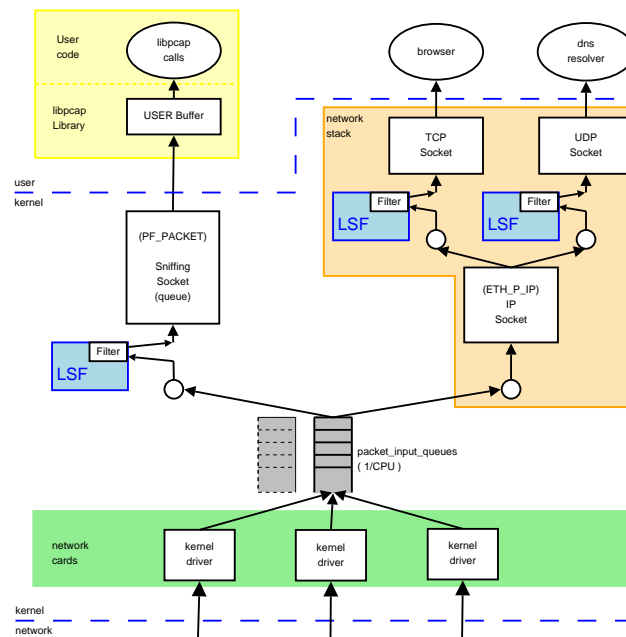 User
code
libpcap
calls
browser
dns
resolver
libpcap
Library
USER Buffer
network
stack
TCP
Socket
UDP
Socket
user
kernel
Filter
LSF
Filter
LSF
(PF_PACKET)
Sniffing
Socket
(queue)
(ETH_P_IP)
IP
Socket
Filter
LSF
packet_input_queues
( 1/CPU )
network
cards
kernel
driver
kernel
driver
kernel
driver
kernel
network